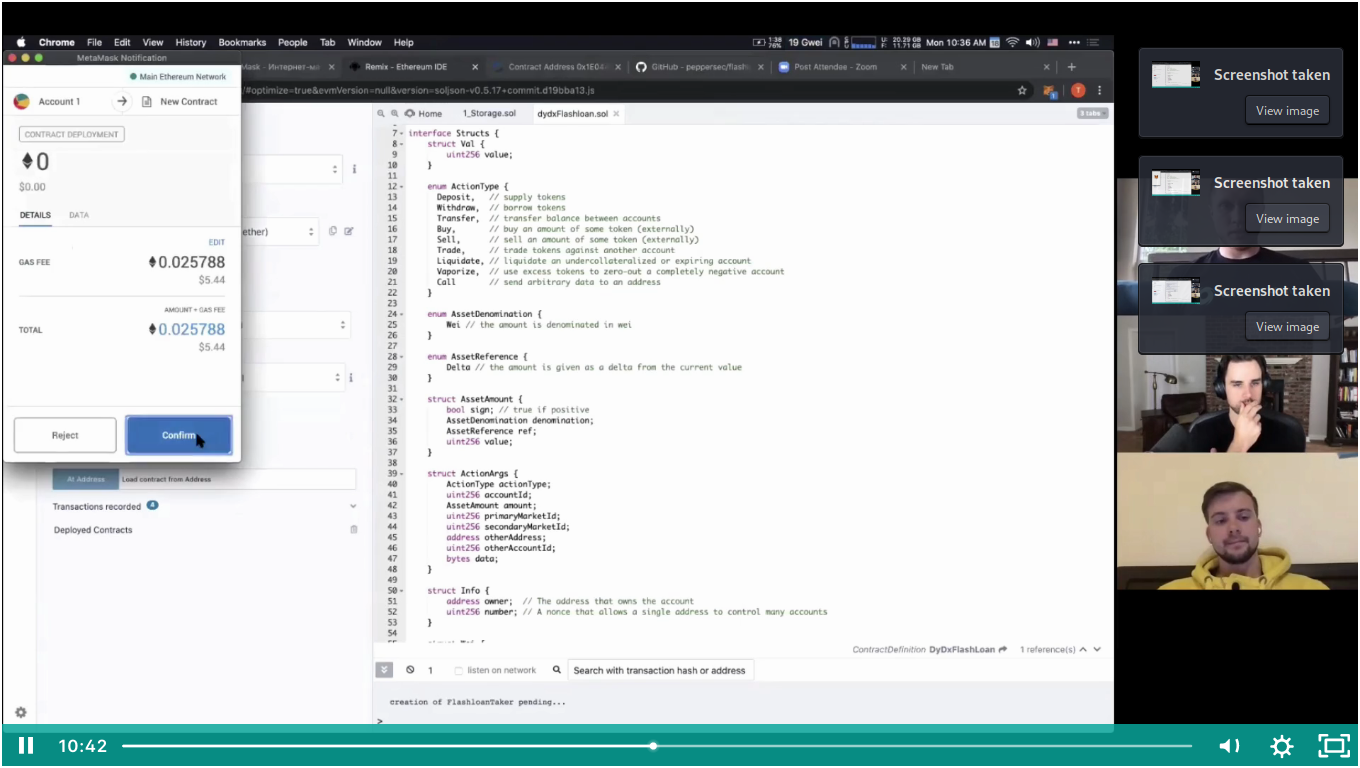 Chrome File Edit View History Bookmarks People Tab Window Help
1:38 76% 19 Gwei 20.29 GB 11.71 GB Mon 10:36 AM
MetaMask Notification
Main Ethereum Network
Account 1 New Contract
CONTRACT DEPLOYMENT
0
$0.00
DETAILS DATA
EDIT
GAS FEE 0.025788
$5.44
AMOUNT + GAS FEE
TOTAL 0.025788
$5.44
Reject Confirm
Mask - Интернет-ма × Remix - Ethereum IDE × Contract Address 0x1E04 × GitHub - peppersec/flash × Post Attendee - Zoom × New Tab × +
/#optimize=true&evmVersion=null&version=soljson-v0.5.17+commit.d19bba13.js
Home 1_Storage.sol dydxFlashloan.sol × 3 tabs
ether)
At Address Load contract from Address
Transactions recorded 4
Deployed Contracts
7 interface Structs {
8 struct Val {
9 uint256 value;
10 }
11
12 enum ActionType {
13 Deposit, // supply tokens
14 Withdraw, // borrow tokens
15 Transfer, // transfer balance between accounts
16 Buy, // buy an amount of some token (externally)
17 Sell, // sell an amount of some token (externally)
18 Trade, // trade tokens against another account
19 Liquidate, // liquidate an undercollateralized or expiring account
20 Vaporize, // use excess tokens to zero-out a completely negative account
21 Call // send arbitrary data to an address
22 }
23
24 enum AssetDenomination {
25 Wei // the amount is denominated in wei
26 }
27
28 enum AssetReference {
29 Delta // the amount is given as a delta from the current value
30 }
31
32 struct AssetAmount {
33 bool sign; // true if positive
34 AssetDenomination denomination;
35 AssetReference ref;
36 uint256 value;
37 }
38
39 struct ActionArgs {
40 ActionType actionType;
41 uint256 accountId;
42 AssetAmount amount;
43 uint256 primaryMarketId;
44 uint256 secondaryMarketId;
45 address otherAddress;
46 uint256 otherAccountId;
47 bytes data;
48 }
49
50 struct Info {
51 address owner; // The address that owns the account
52 uint256 number; // A nonce that allows a single address to control many accounts
53 }
54
ContractDefinition DyDxFlashLoan 1 reference(s)
1 listen on network Search with transaction hash or address
creation of FlashloanTaker pending...
>
Screenshot taken
View image
Screenshot taken
View image
Screenshot taken
View image
10:42